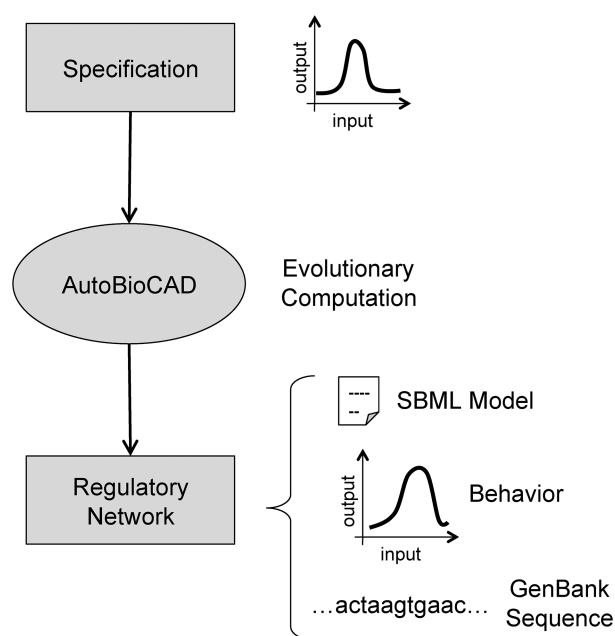 Specification
output
input
AutoBioCAD
Evolutionary
Computation
SBML Model
Regulatory
Network
output
input
Behavior
...actaagtgaac...
GenBank
Sequence